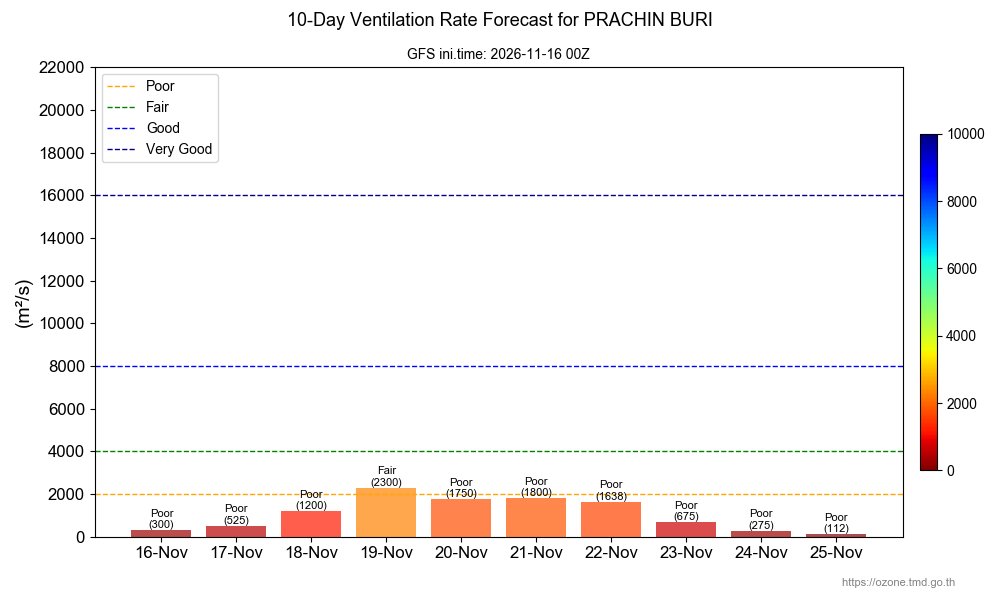 10-Day Ventilation Rate Forecast for PRACHIN BURI
GFS ini.time: 2026-11-16 00Z
(m²/s)
22000
20000
18000
16000
14000
12000
10000
8000
6000
4000
2000
0
Poor
Fair
Good
Very Good
Poor
(300)
Poor
(525)
Poor
(1200)
Fair
(2300)
Poor
(1750)
Poor
(1800)
Poor
(1638)
Poor
(675)
Poor
(275)
Poor
(112)
16-Nov
17-Nov
18-Nov
19-Nov
20-Nov
21-Nov
22-Nov
23-Nov
24-Nov
25-Nov
10000
8000
6000
4000
2000
0
https://ozone.tmd.go.th